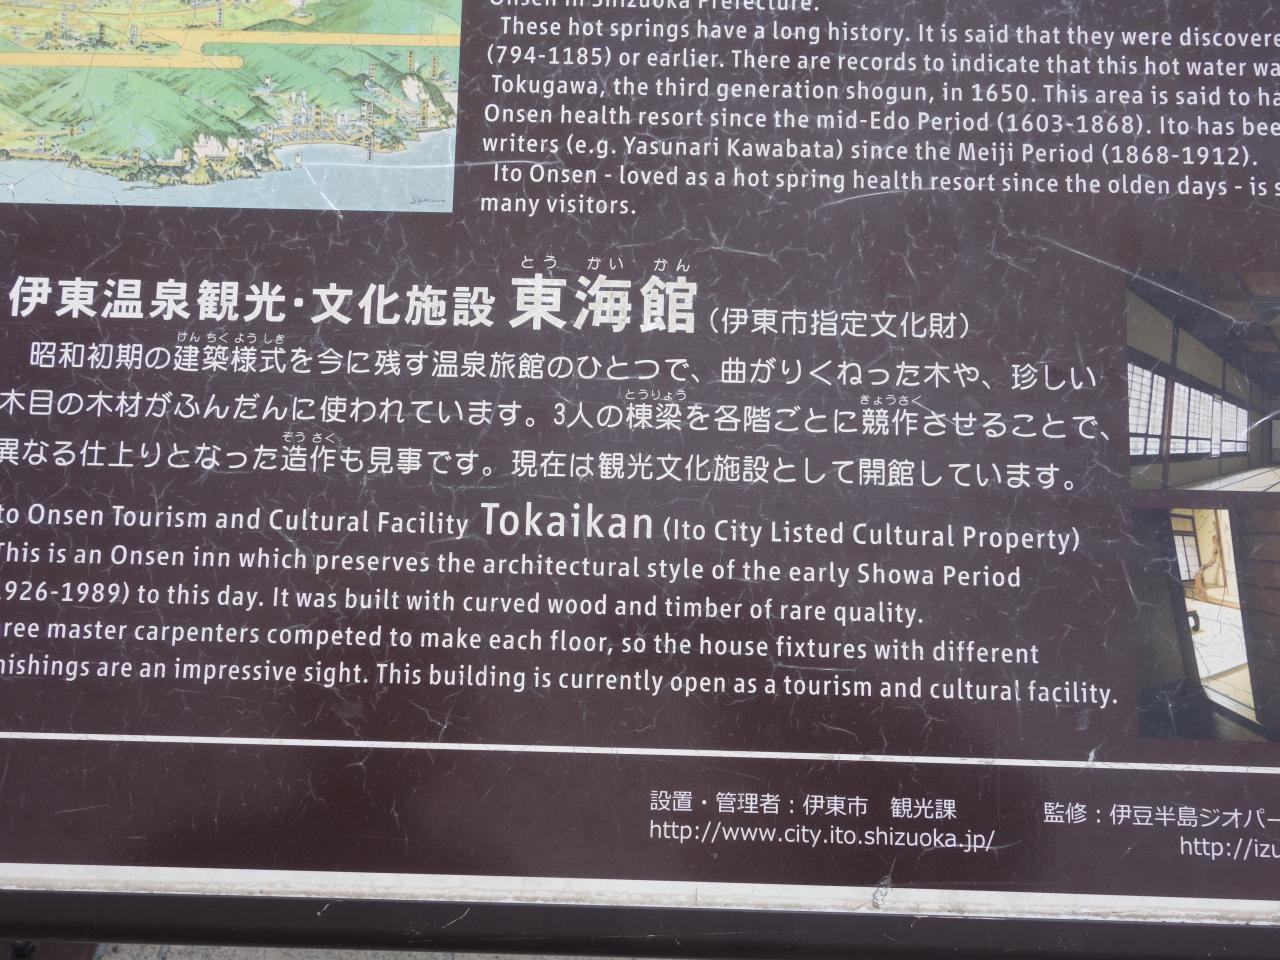 Onsen in Shizuoka Prefecture.
These hot springs have a long history. It is said that they were discovere
(794-1185) or earlier. There are records to indicate that this hot water wa
Tokugawa, the third generation shogun, in 1650. This area is said to ha
Onsen health resort since the mid-Edo Period (1603-1868). Ito has bee
writers (e.g. Yasunari Kawabata) since the Meiji Period (1868-1912).
Ito Onsen - loved as a hot spring health resort since the olden days - is s
many visitors.
とう かい かん
伊東温泉観光・文化施設 東海館（伊東市指定文化財）
けん ちく よう しき
昭和初期の建築様式を今に残す温泉旅館のひとつで、曲がりくねった木や、珍しい
とうりょう きょうさく
木目の木材がふんだんに使われています。3人の棟梁を各階ごとに競作させることで、
ぞう さく
異なる仕上りとなった造作も見事です。現在は観光文化施設として開館しています。
to Onsen Tourism and Cultural Facility Tokaikan (Ito City Listed Cultural Property)
This is an Onsen inn which preserves the architectural style of the early Showa Period
1926-1989) to this day. It was built with curved wood and timber of rare quality.
ree master carpenters competed to make each floor, so the house fixtures with different
nishings are an impressive sight. This building is currently open as a tourism and cultural facility.
設置・管理者：伊東市 観光課
http://www.city.ito.shizuoka.jp/
監修：伊豆半島ジオパー
http://izu